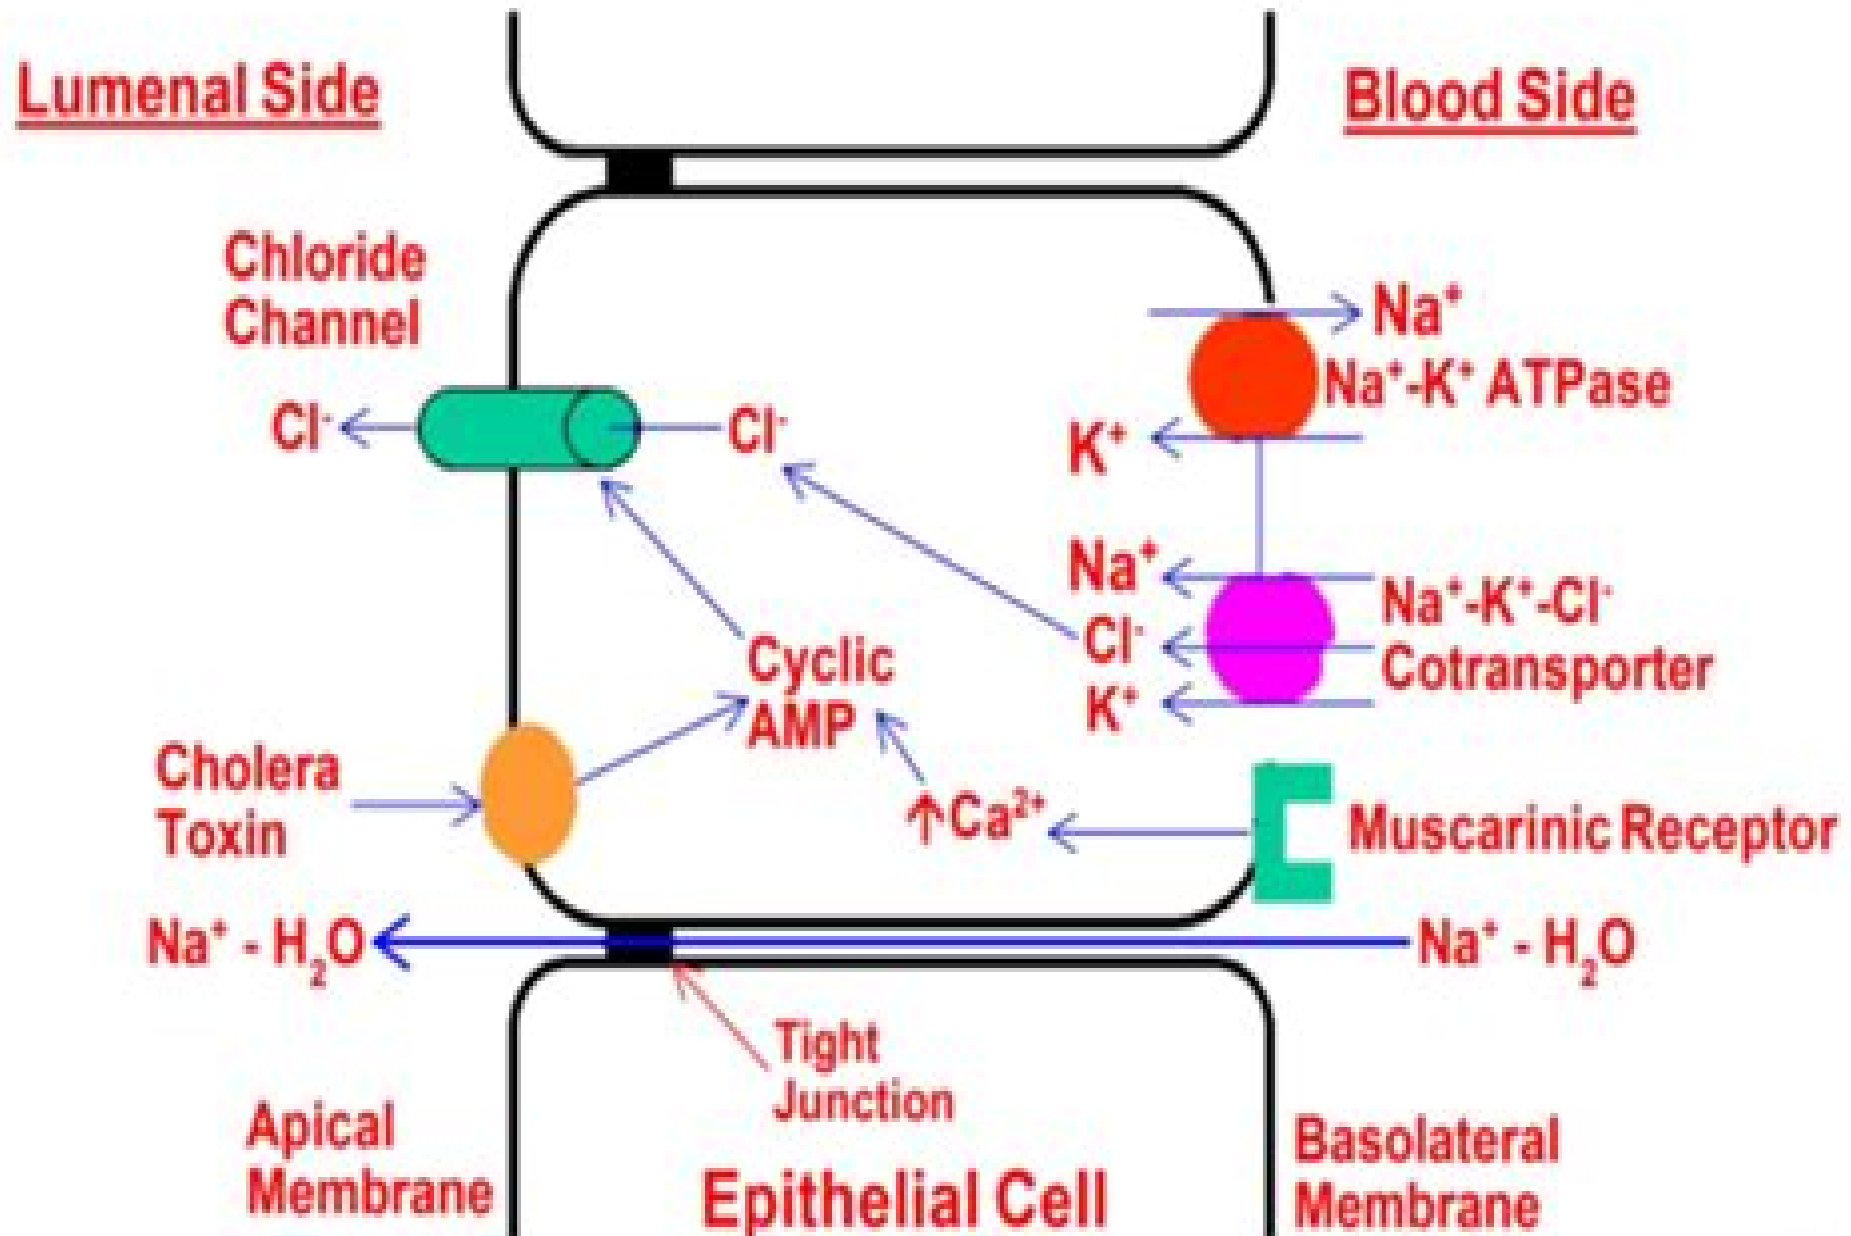 Lumenal Side
Blood Side
Chloride
Channel
Cl-
Cl-
Na+
Na+-K+ ATPase
K+
Na+
Cl-
K+
Na+-K+-Cl-
Cotransporter
Cyclic
AMP
Cholera
Toxin
↑Ca2+
Muscarinic Receptor
Na+ - H2O
Na+ - H2O
Tight
Junction
Apical
Membrane
Epithelial Cell
Basolateral
Membrane